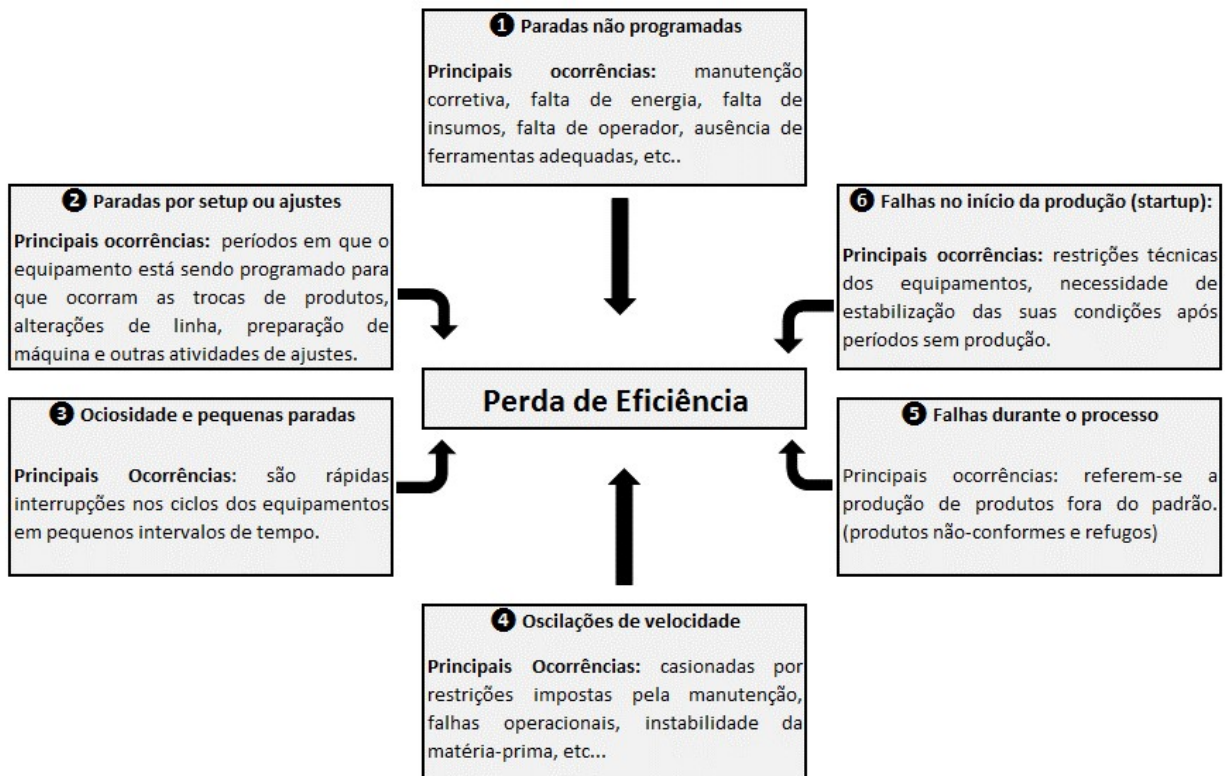 ❶ Paradas não programadas
Principais ocorrências: manutenção
corretiva, falta de energia, falta de
insumos, falta de operador, ausência de
ferramentas adequadas, etc..
❷ Paradas por setup ou ajustes
Principais ocorrências: períodos em que o
equipamento está sendo programado para
que ocorram as trocas de produtos,
alterações de linha, preparação de
máquina e outras atividades de ajustes.
❻ Falhas no início da produção (startup):
Principais ocorrências: restrições técnicas
dos equipamentos, necessidade de
estabilização das suas condições após
períodos sem produção.
Perda de Eficiência
❸ Ociosidade e pequenas paradas
Principais Ocorrências: são rápidas
interrupções nos ciclos dos equipamentos
em pequenos intervalos de tempo.
❺ Falhas durante o processo
Principais ocorrências: referem-se a
produção de produtos fora do padrão.
(produtos não-conformes e refugos)
❹ Oscilações de velocidade
Principais Ocorrências: casionadas por
restrições impostas pela manutenção,
falhas operacionais, instabilidade da
matéria-prima, etc...